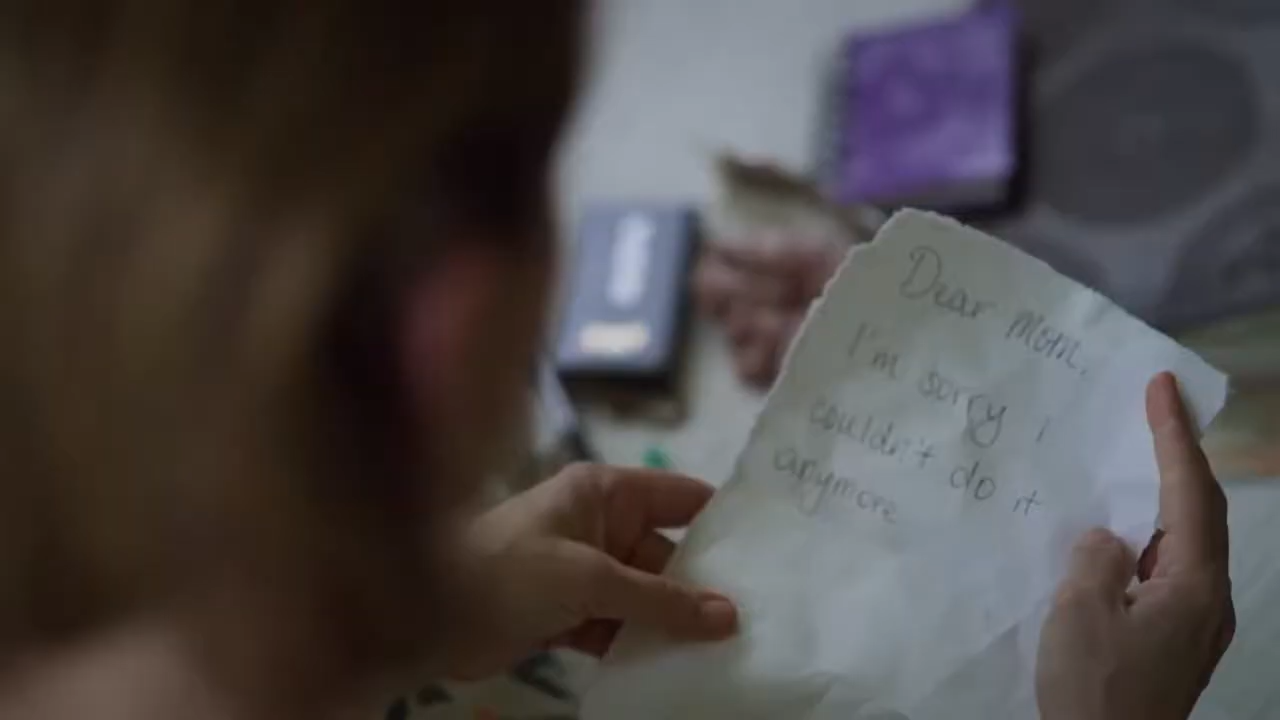 Dear Mom,
I'm sorry i
couldn't do it
anymore